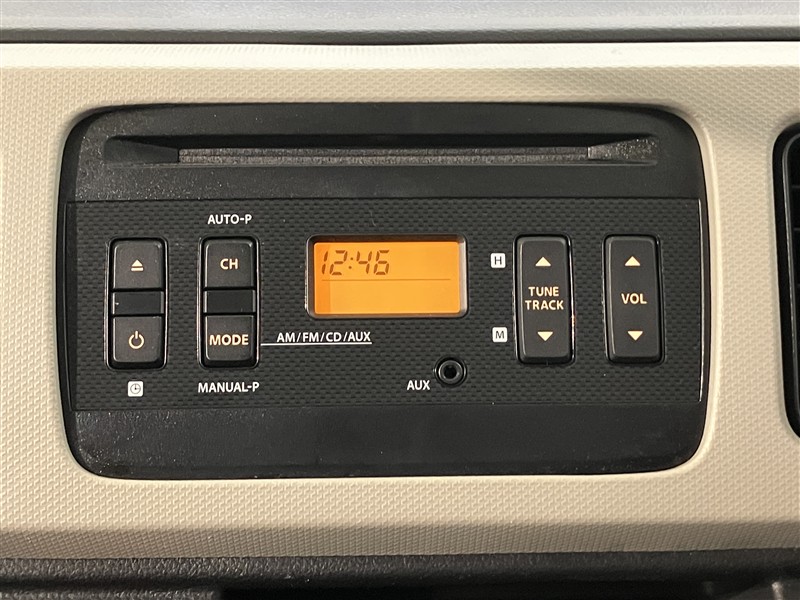 AUTO-P
CH
12:46
H
TUNE
TRACK
VOL
MODE
AM/FM/CD/AUX
M
MANUAL-P
AUX